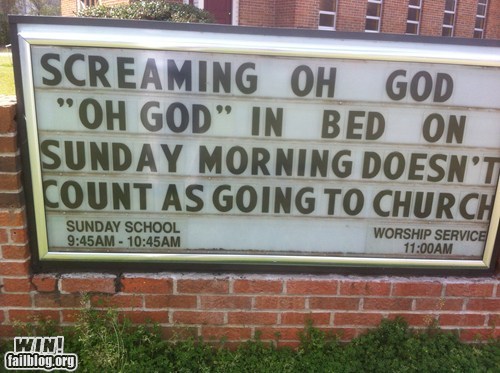 SCREAMING OH GOD
"OH GOD" IN BED ON
SUNDAY MORNING DOESN'T
COUNT AS GOING TO CHURCH
SUNDAY SCHOOL
9:45AM - 10:45AM
WORSHIP SERVICE
11:00AM
WIN!
failblog.org